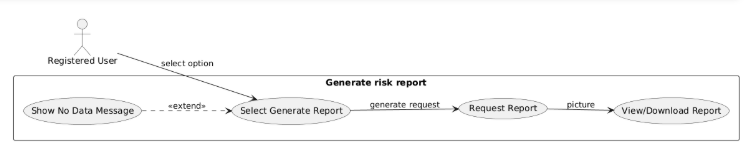 Registered User
select option
Generate risk report
Show No Data Message
«extend»
Select Generate Report
generate request
Request Report
picture
View/Download Report